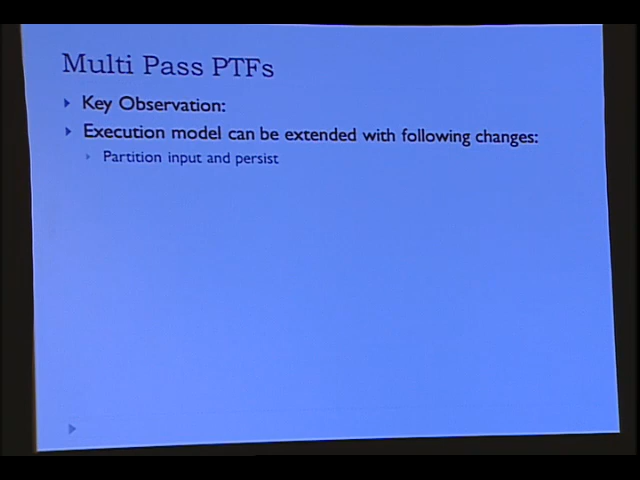 Multi Pass PTFs
Key Observation:
Execution model can be extended with following changes:
Partition input and persist